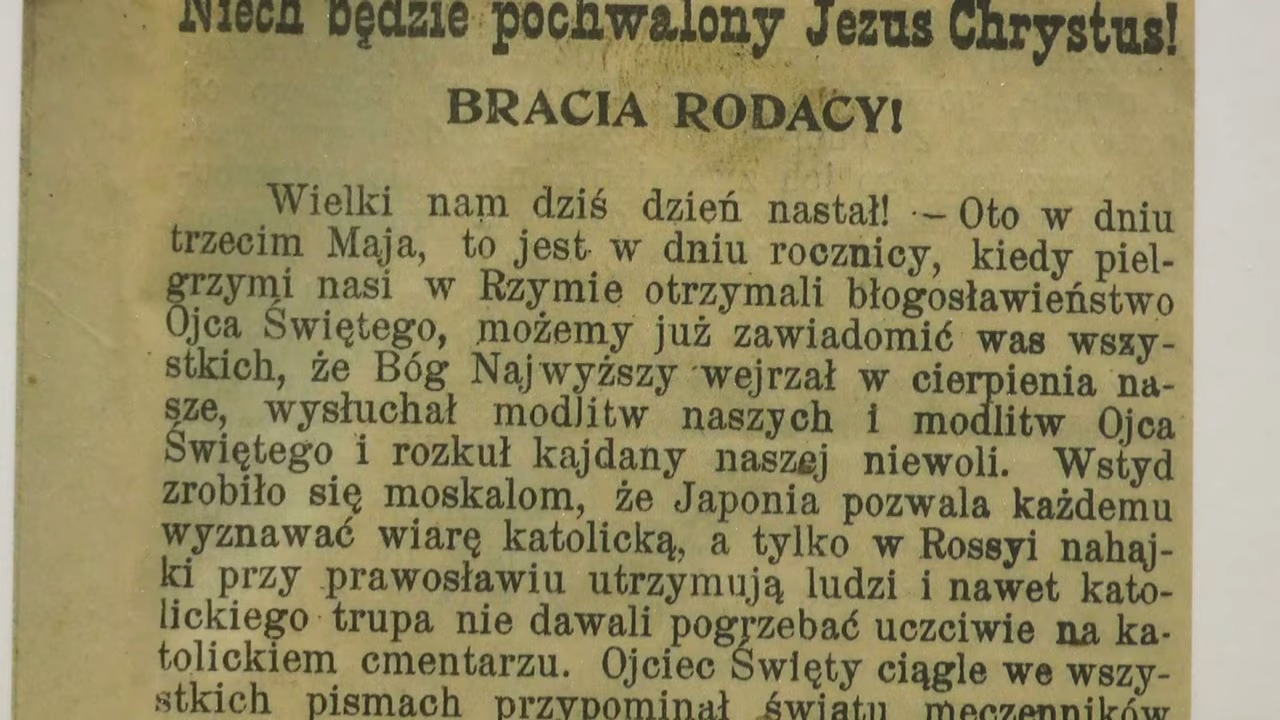 Niech będzie pochwalony Jezus Chrystus!
BRACIA RODACY!
Wielki nam dziś dzień nastał! — Oto w dniu
trzecim Maja, to jest w dniu rocznicy, kiedy piel-
grzymi nasi w Rzymie otrzymali błogosławieństwo
Ojca Świętego, możemy już zawiadomić was wszy-
stkich, że Bóg Najwyższy wejrzał w cierpienia na-
sze, wysłuchał modlitw naszych i modlitw Ojca
Świętego i rozkuł kajdany naszej niewoli. Wstyd
zrobiło się moskalom, że Japonia pozwala każdemu
wyznawać wiarę katolicką, a tylko w Rossyi nahaj-
ki przy prawosławiu utrzymują ludzi i nawet kato-
lickiego trupa nie dawali pogrzebać uczciwie na ka-
tolickiem cmentarzu. Ojciec Święty ciągle we wszy-
stkich pismach przypominał światu męczenników